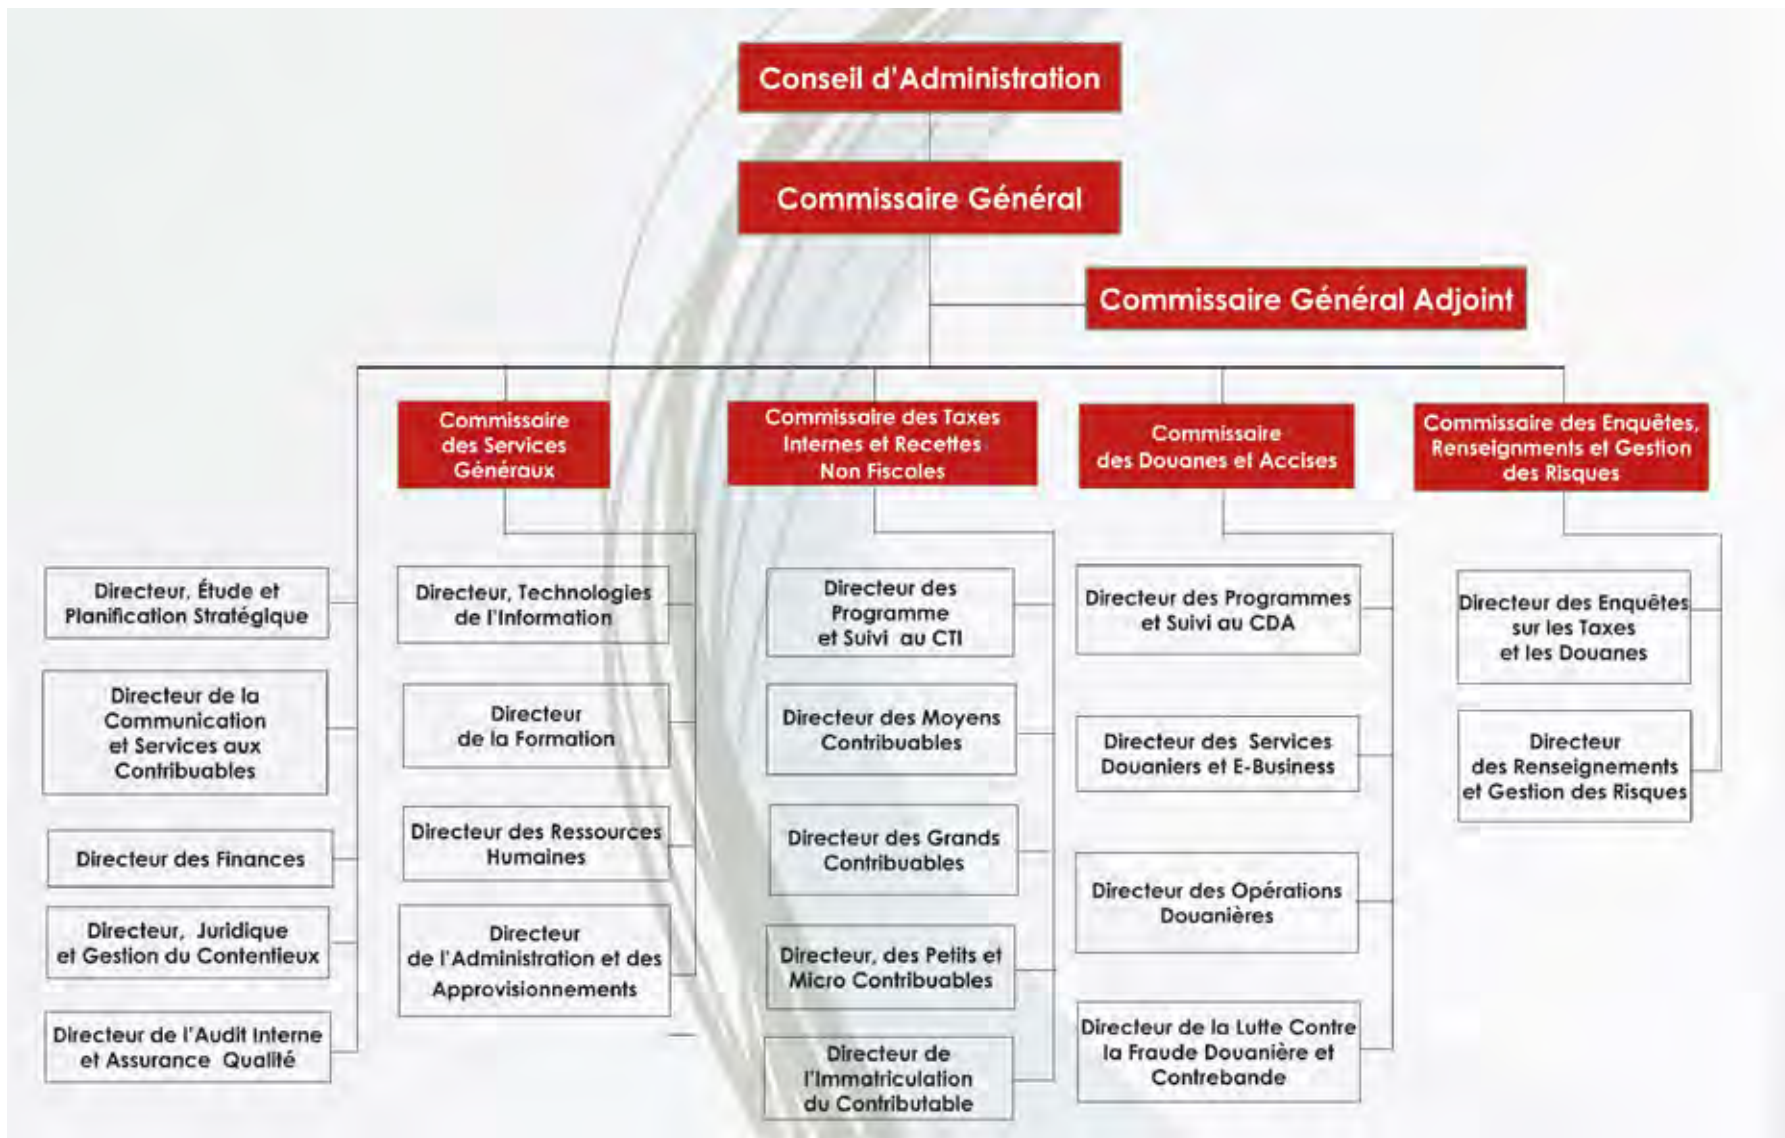 Conseil d'Administration
Commissaire Général
Commissaire Général Adjoint
Commissaire
des Services
Généraux
Commissaire des Taxes
Internes et Recettes
Non Fiscales
Commissaire
des Douanes et Accises
Commissaire des Enquêtes,
Renseignments et Gestion
des Risques
Directeur, Étude et
Planification Stratégique
Directeur de la
Communication
et Services aux
Contribuables
Directeur des Finances
Directeur, Juridique
et Gestion du Contentieux
Directeur de l'Audit Interne
et Assurance Qualité
Directeur, Technologies
de l'Information
Directeur
de la Formation
Directeur des Ressources
Humaines
Directeur
de l'Administration et des
Approvisionnements
Directeur des
Programme
et Suivi au CTI
Directeur des Moyens
Contribuables
Directeur des Grands
Contribuables
Directeur, des Petits et
Micro Contribuables
Directeur de
l'Immatriculation
du Contributable
Directeur des Programmes
et Suivi au CDA
Directeur des Services
Douaniers et E-Business
Directeur des Opérations
Douanières
Directeur de la Lutte Contre
la Fraude Douanière et
Contrebande
Directeur des Enquêtes
sur les Taxes
et les Douanes
Directeur
des Renseignements
et Gestion des Risques